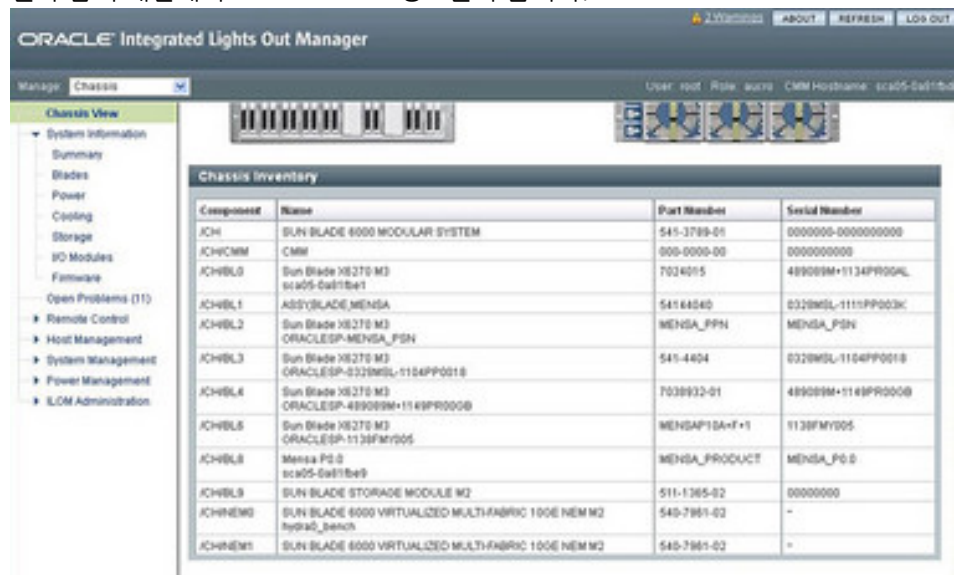 2 Warnings ABOUT REFRESH LOG OUT
ORACLE Integrated Lights Out Manager
Manage: Chassis
User: root Role: aucro CMM Hostname:
Chassis View
System Information
Summary
Blades
Power
Cooling
Storage
I/O Modules
Firmware
Open Problems (11)
Remote Control
Host Management
System Management
Power Management
ILOM Administration
Chassis Inventory
Component Name Part Number Serial Number
/CH SUN BLADE 6000 MODULAR SYSTEM 541-3789-01 0000000-0000000000
/CH/CMM CMM 000-0000-00 0000000000
/CH/BL0 Sun Blade X6270 M3 7024015 489089M+1134PR00AL
sca05-0a81fbe1
/CH/BL1 ASSY,BLADE,MENSA 54144040 0328MSL-1111PP003K
/CH/BL2 Sun Blade X6270 M3 MENSA_PPN MENSA_PSN
ORACLESP-MENSA_PSN
/CH/BL3 Sun Blade X6270 M3 541-4404 0328MSL-1104PP0018
ORACLESP-0328MSL-1104PP0018
/CH/BL4 Sun Blade X6270 M3 7038932-01 489089M+1149PR000B
ORACLESP-489089M+1149PR000B
Sun Blade X6270 M3 MENSAP10A+F+1 1138FMY005
ORACLESP-1138FMY005
/CH/BL8 Mensa P0.0 MENSA_PRODUCT MENSA_P0.0
sca05-0a81fbe9
/CH/BL9 SUN BLADE STORAGE MODULE M2 511-1365-02 00000000
/CH/NEM0 SUN BLADE 6000 VIRTUALIZED MULTI-FABRIC 10GE NEM M2 540-7961-02 -
hydra0_bench
/CH/NEM1 SUN BLADE 6000 VIRTUALIZED MULTI-FABRIC 10GE NEM M2 540-7961-02 -